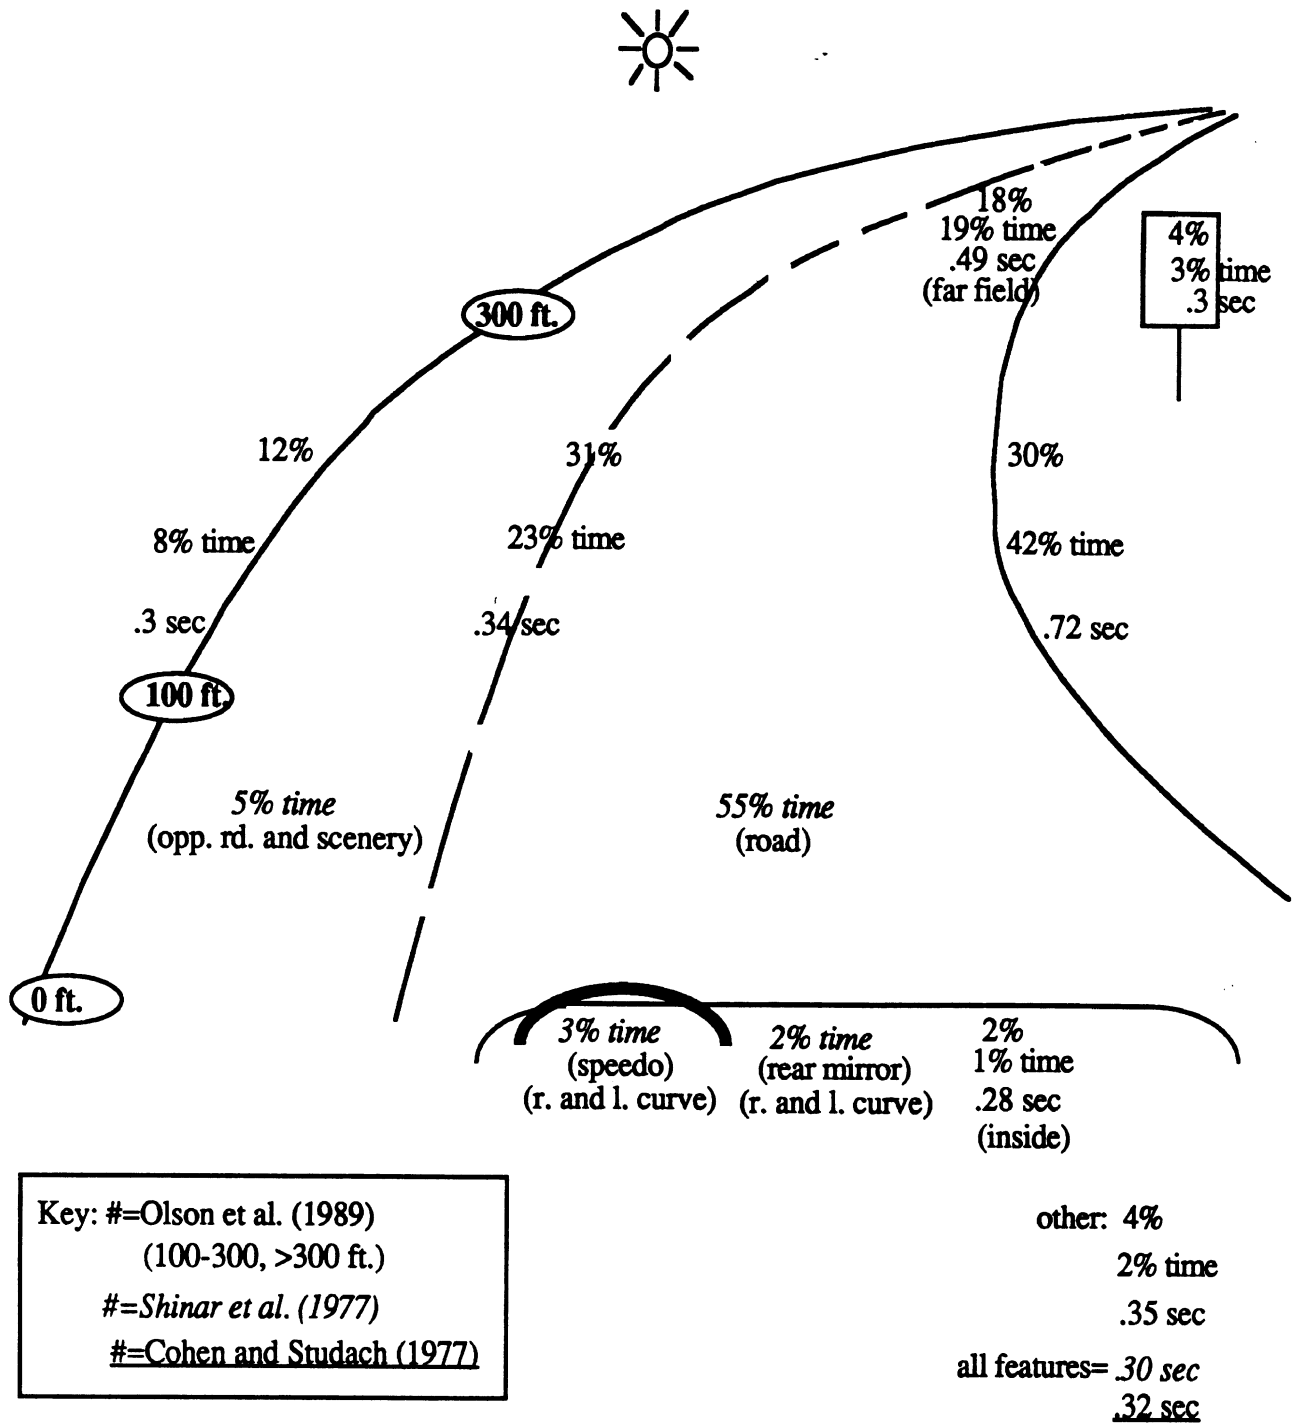 18%
19% time
.49 sec
(far field)
4%
3% time
.3 sec
300 ft.
12%
31%
30%
8% time
23% time
42% time
.3 sec
.34 sec
.72 sec
100 ft.
5% time
(opp. rd. and scenery)
55% time
(road)
0 ft.
3% time
(speedo)
(r. and l. curve)
2% time
(rear mirror)
(r. and l. curve)
2%
1% time
.28 sec
(inside)
Key: #=Olson et al. (1989)
(100-300, >300 ft.)
#=Shinar et al. (1977)
#=Cohen and Studach (1977)
other: 4%
2% time
.35 sec
all features= .30 sec
.32 sec